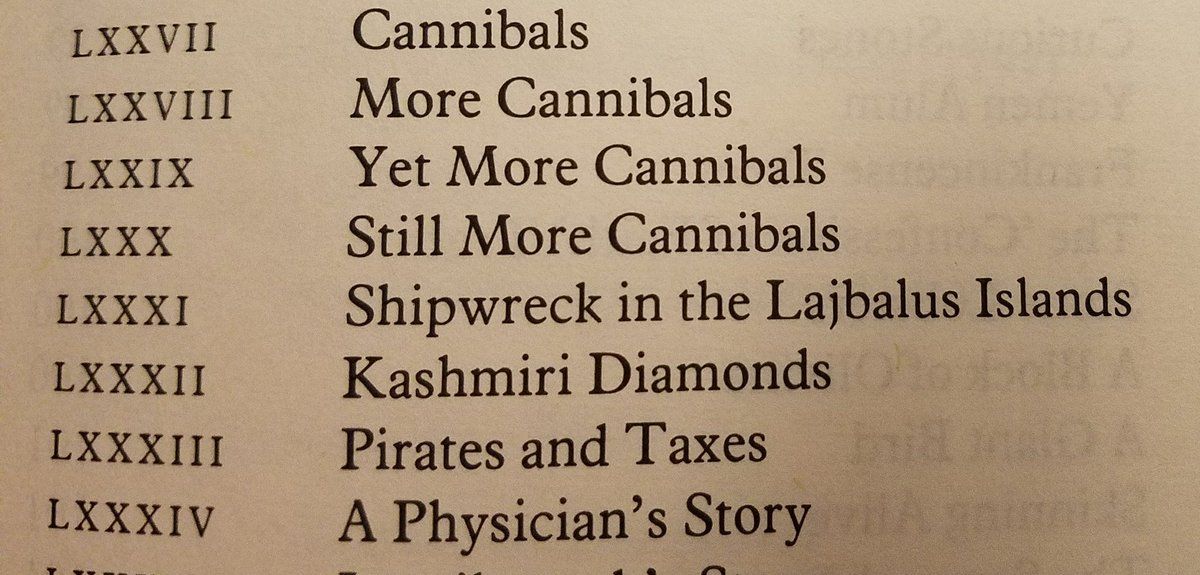 LXXVII Cannibals
LXXVIII More Cannibals
LXXIX Yet More Cannibals
LXXX Still More Cannibals
LXXXI Shipwreck in the Lajbalus Islands
LXXXII Kashmiri Diamonds
LXXXIII Pirates and Taxes
LXXXIV A Physician's Story